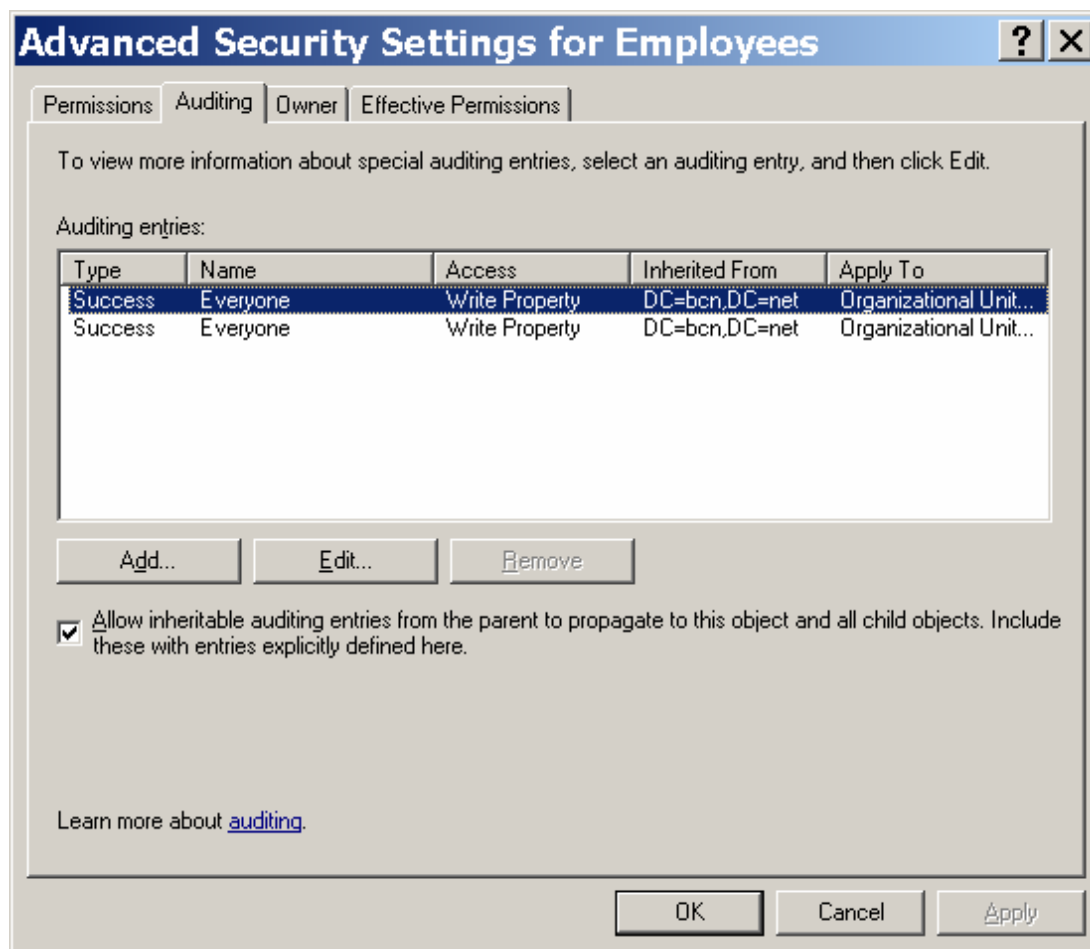 Advanced Security Settings for Employees
Permissions Auditing Owner Effective Permissions
To view more information about special auditing entries, select an auditing entry, and then click Edit.
Auditing entries:
Type Name Access Inherited From Apply To
Success Everyone Write Property DC=bcn,DC=net Organizational Unit...
Success Everyone Write Property DC=bcn,DC=net Organizational Unit...
Add... Edit... Remove
Allow inheritable auditing entries from the parent to propagate to this object and all child objects. Include
these with entries explicitly defined here.
Learn more about auditing.
OK Cancel Apply